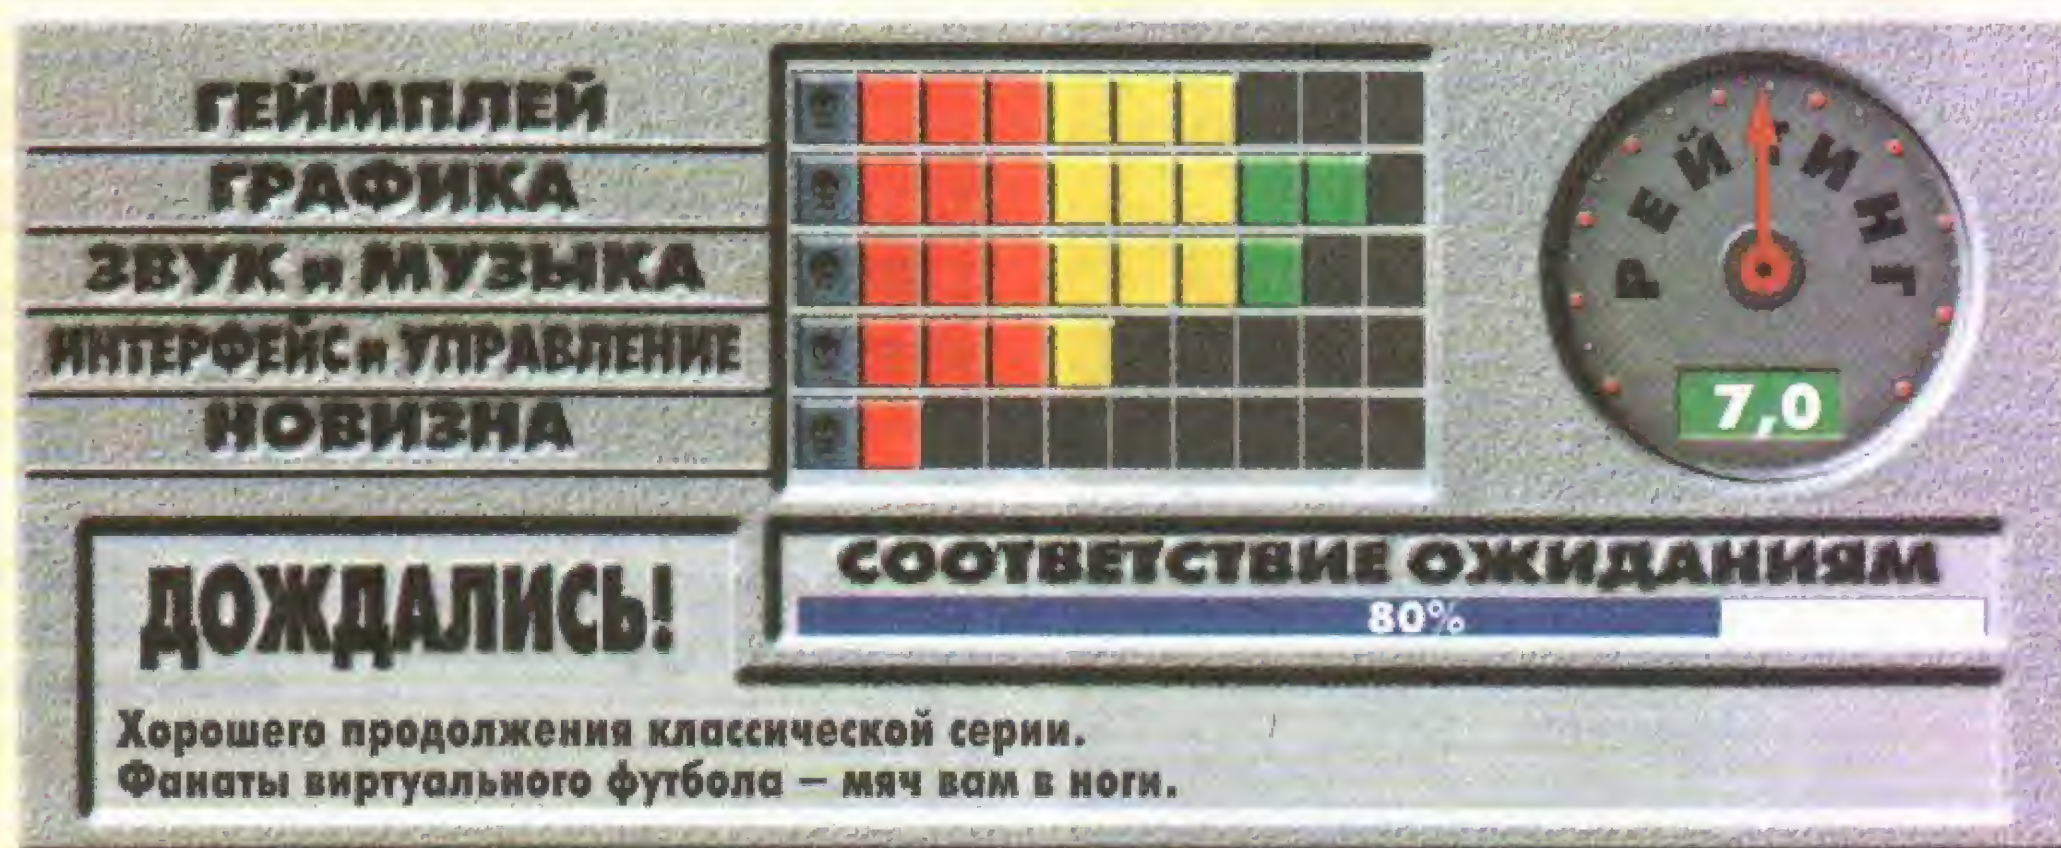 ГЕЙМПЛЕЙ
ГРАФИКА
ЗВУК и МУЗЫКА
ИНТЕРФЕЙС и УПРАВЛЕНИЕ
НОВИЗНА
РЕЙТИНГ
7,0
ДОЖДАЛИСЬ!
СООТВЕТСТВИЕ ОЖИДАНИЯМ
80%
Хорошего продолжения классической серии.
Фанаты виртуального футбола – мяч вам в ноги.